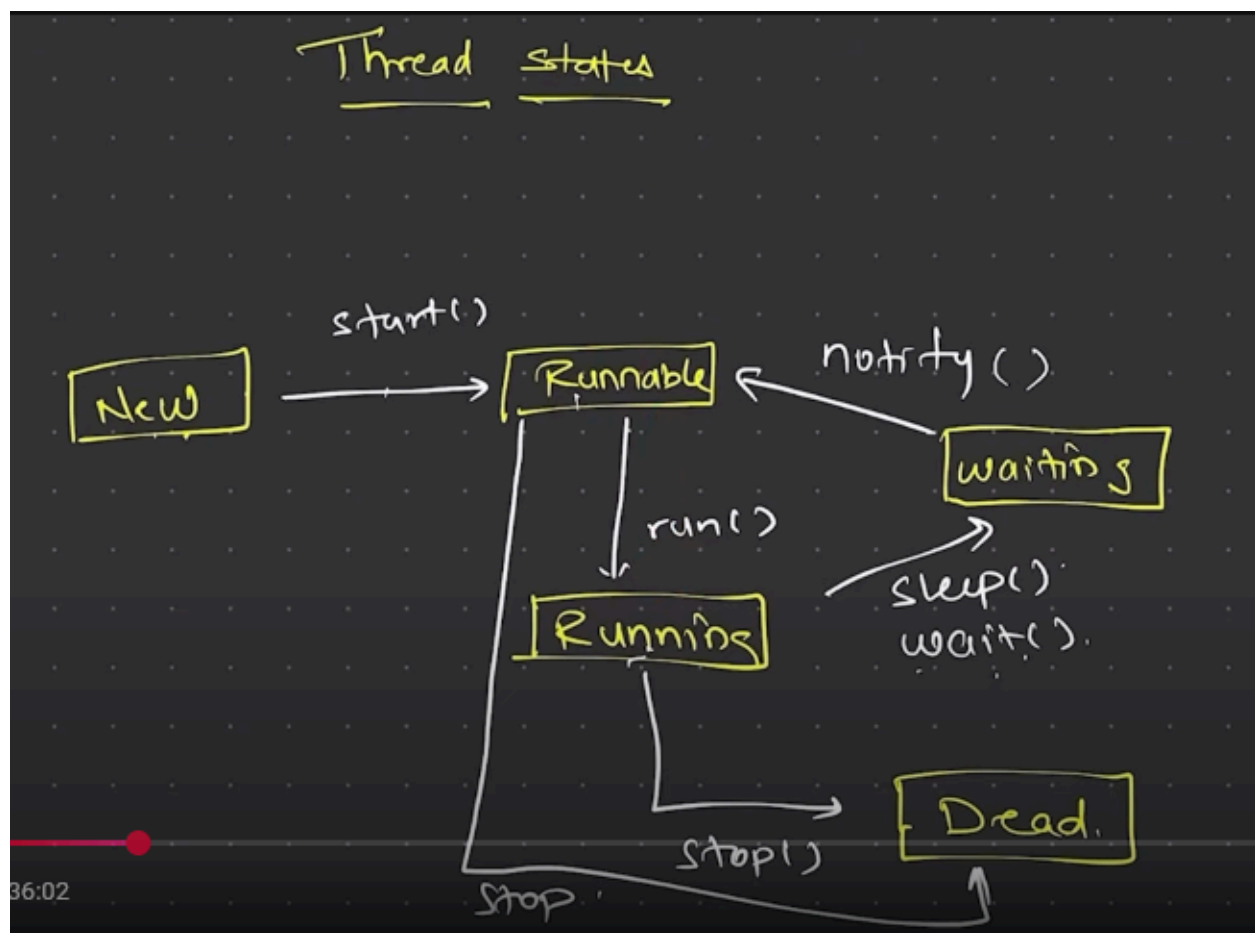 Thread states
start()
New
Runnable
notify()
waiting
run()
sleep()
wait().
Running
Dead.
stop()
Stop
36:02